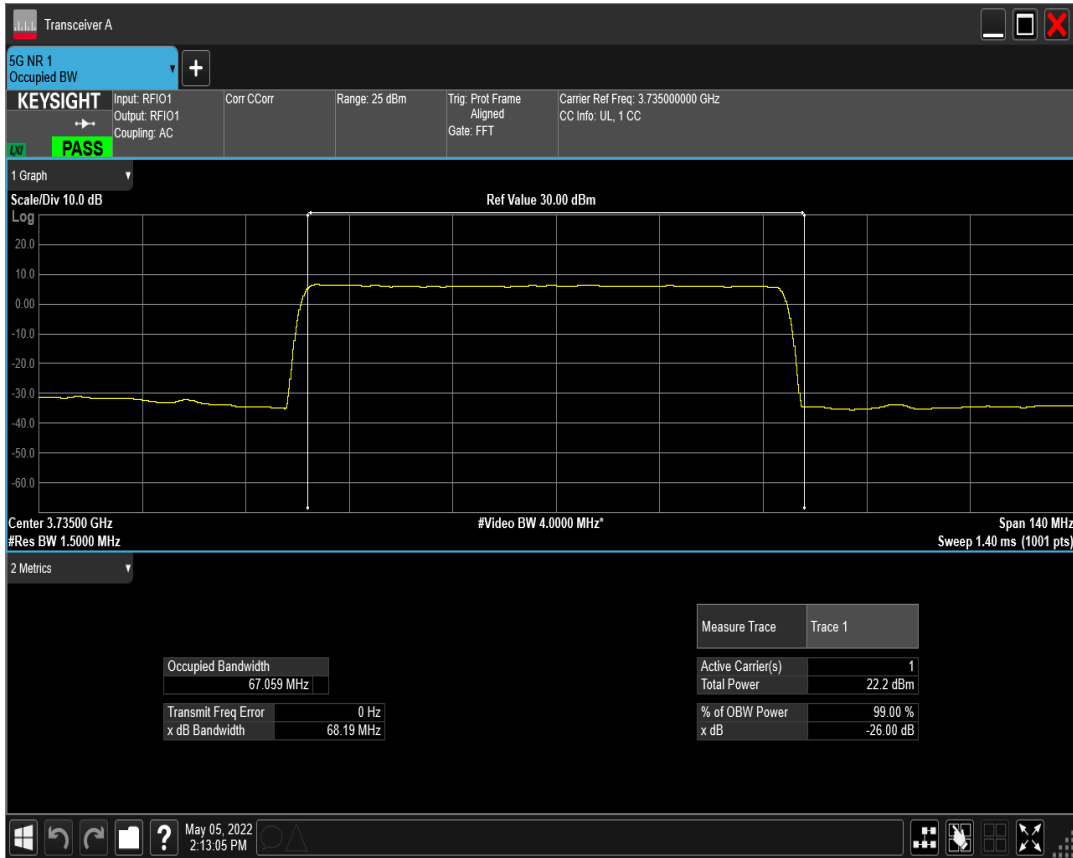 Transceiver A
5G NR 1
Occupied BW
+
KEYSIGHT
Input: RFIO1
Output: RFIO1
Coupling: AC
LXI
PASS
Corr CCorr
Range: 25 dBm
Trig: Prot Frame
Aligned
Gate: FFT
Carrier Ref Freq: 3.735000000 GHz
CC Info: UL, 1 CC
1 Graph
Scale/Div 10.0 dB
Ref Value 30.00 dBm
Log
20.0
10.0
0.00
-10.0
-20.0
-30.0
-40.0
-50.0
-60.0
Center 3.73500 GHz
#Video BW 4.0000 MHz*
Span 140 MHz
#Res BW 1.5000 MHz
Sweep 1.40 ms (1001 pts)
2 Metrics
Measure Trace Trace 1
Occupied Bandwidth
67.059 MHz
Active Carrier(s) 1
Total Power 22.2 dBm
Transmit Freq Error 0 Hz
x dB Bandwidth 68.19 MHz
% of OBW Power 99.00 %
x dB -26.00 dB
?
May 05, 2022
2:13:05 PM